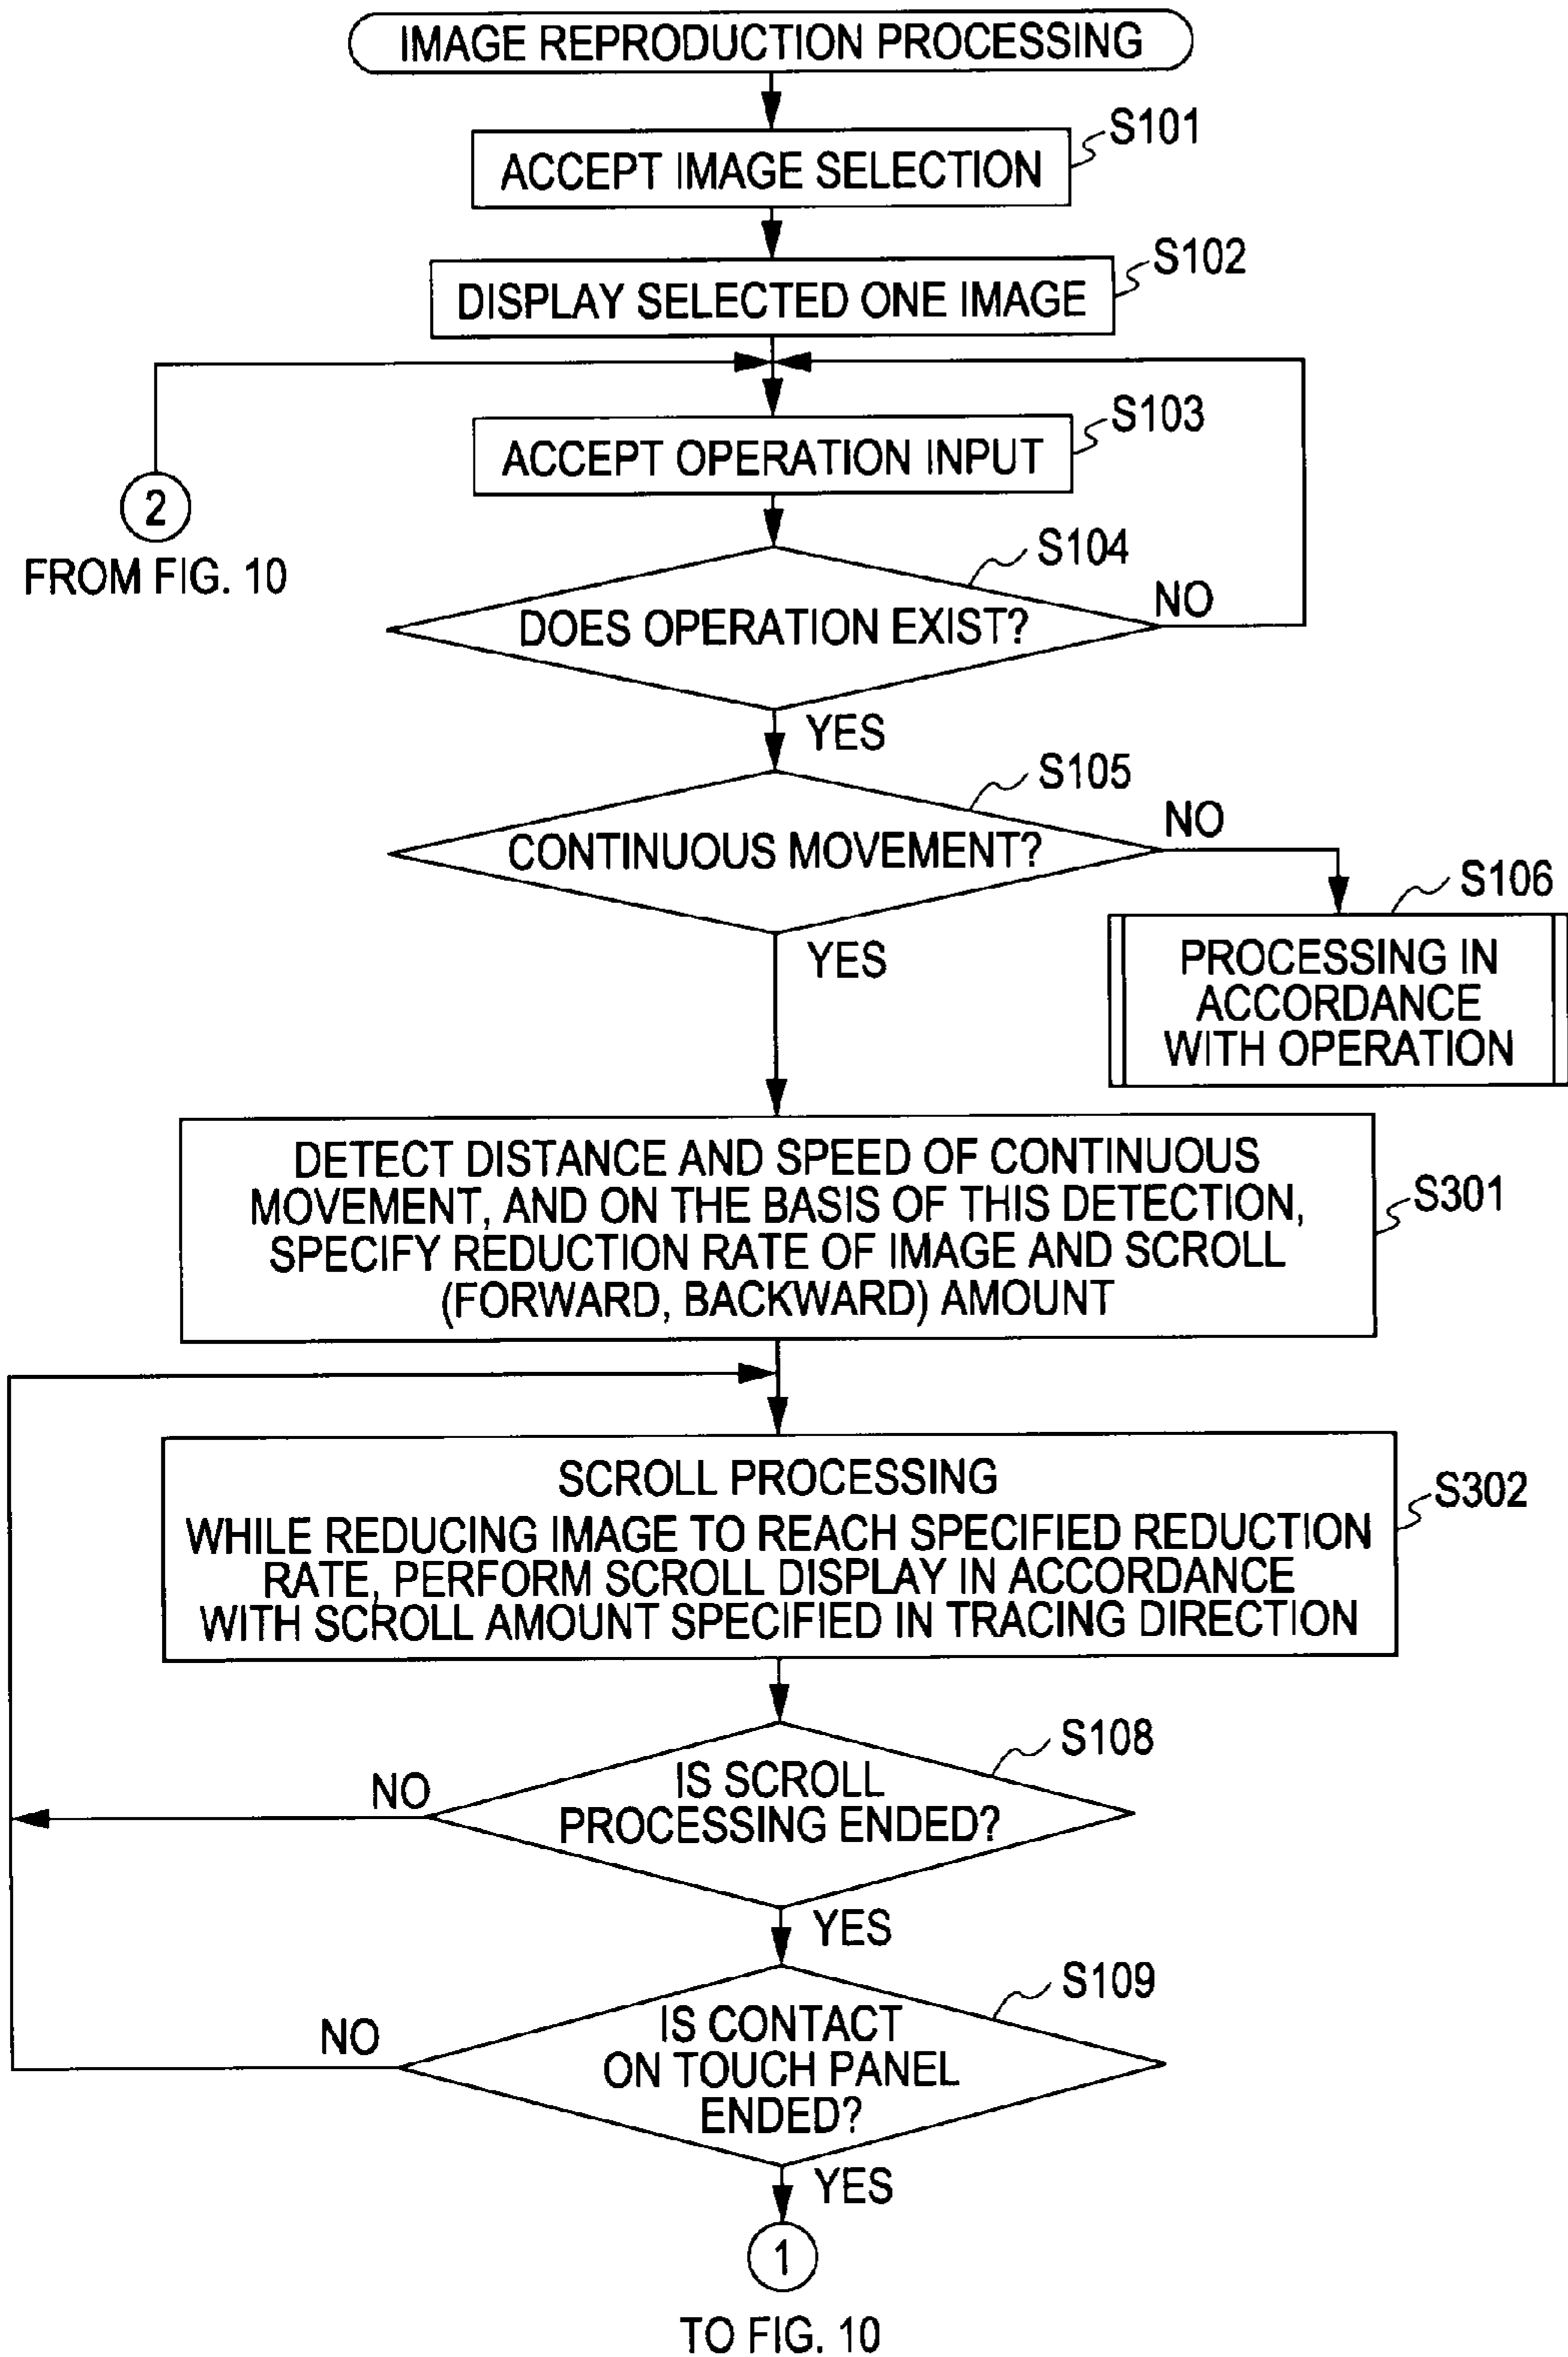 IMAGE REPRODUCTION PROCESSING
S101
ACCEPT IMAGE SELECTION
S102
DISPLAY SELECTED ONE IMAGE
S103
ACCEPT OPERATION INPUT
2
FROM FIG. 10
S104
DOES OPERATION EXIST?
NO
YES
S105
CONTINUOUS MOVEMENT?
NO
YES
S106
PROCESSING IN
ACCORDANCE
WITH OPERATION
DETECT DISTANCE AND SPEED OF CONTINUOUS
MOVEMENT, AND ON THE BASIS OF THIS DETECTION,
SPECIFY REDUCTION RATE OF IMAGE AND SCROLL
(FORWARD, BACKWARD) AMOUNT
S301
SCROLL PROCESSING
WHILE REDUCING IMAGE TO REACH SPECIFIED REDUCTION
RATE, PERFORM SCROLL DISPLAY IN ACCORDANCE
WITH SCROLL AMOUNT SPECIFIED IN TRACING DIRECTION
S302
S108
IS SCROLL
PROCESSING ENDED?
NO
YES
S109
IS CONTACT
ON TOUCH PANEL
ENDED?
NO
YES
1
TO FIG. 10